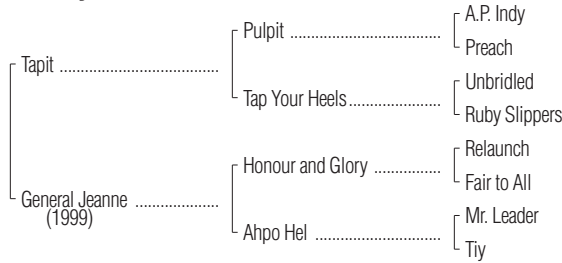 A.P. Indy
Pulpit ........................................
Preach
Tapit ..........................................
Unbridled
Tap Your Heels........................
Ruby Slippers
Relaunch
Honour and Glory .................
Fair to All
General Jeanne .....................
(1999)
Mr. Leader
Ahpo Hel ................................
Tiy